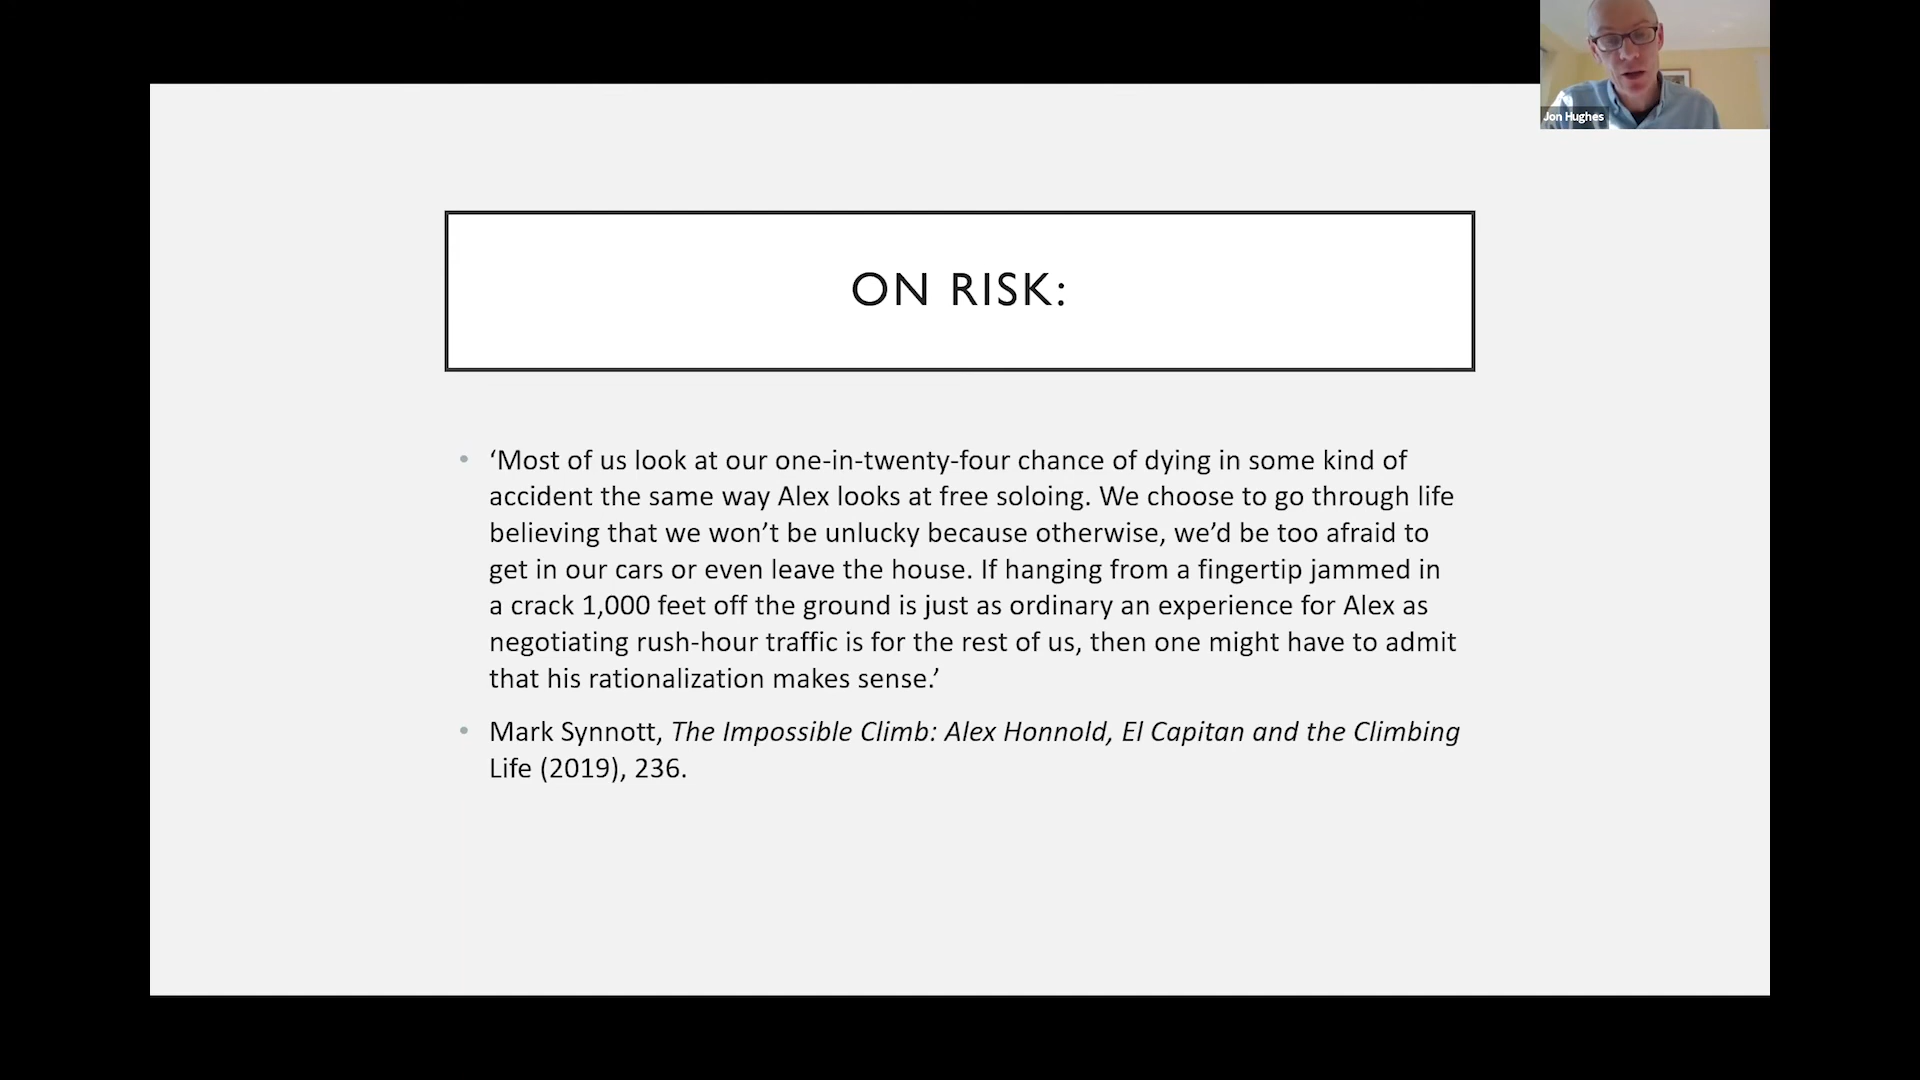 Jon Hughes
ON RISK:
• ‘Most of us look at our one-in-twenty-four chance of dying in some kind of
accident the same way Alex looks at free soloing. We choose to go through life
believing that we won’t be unlucky because otherwise, we’d be too afraid to
get in our cars or even leave the house. If hanging from a fingertip jammed in
a crack 1,000 feet off the ground is just as ordinary an experience for Alex as
negotiating rush-hour traffic is for the rest of us, then one might have to admit
that his rationalization makes sense.’
• Mark Synnott, The Impossible Climb: Alex Honnold, El Capitan and the Climbing
Life (2019), 236.